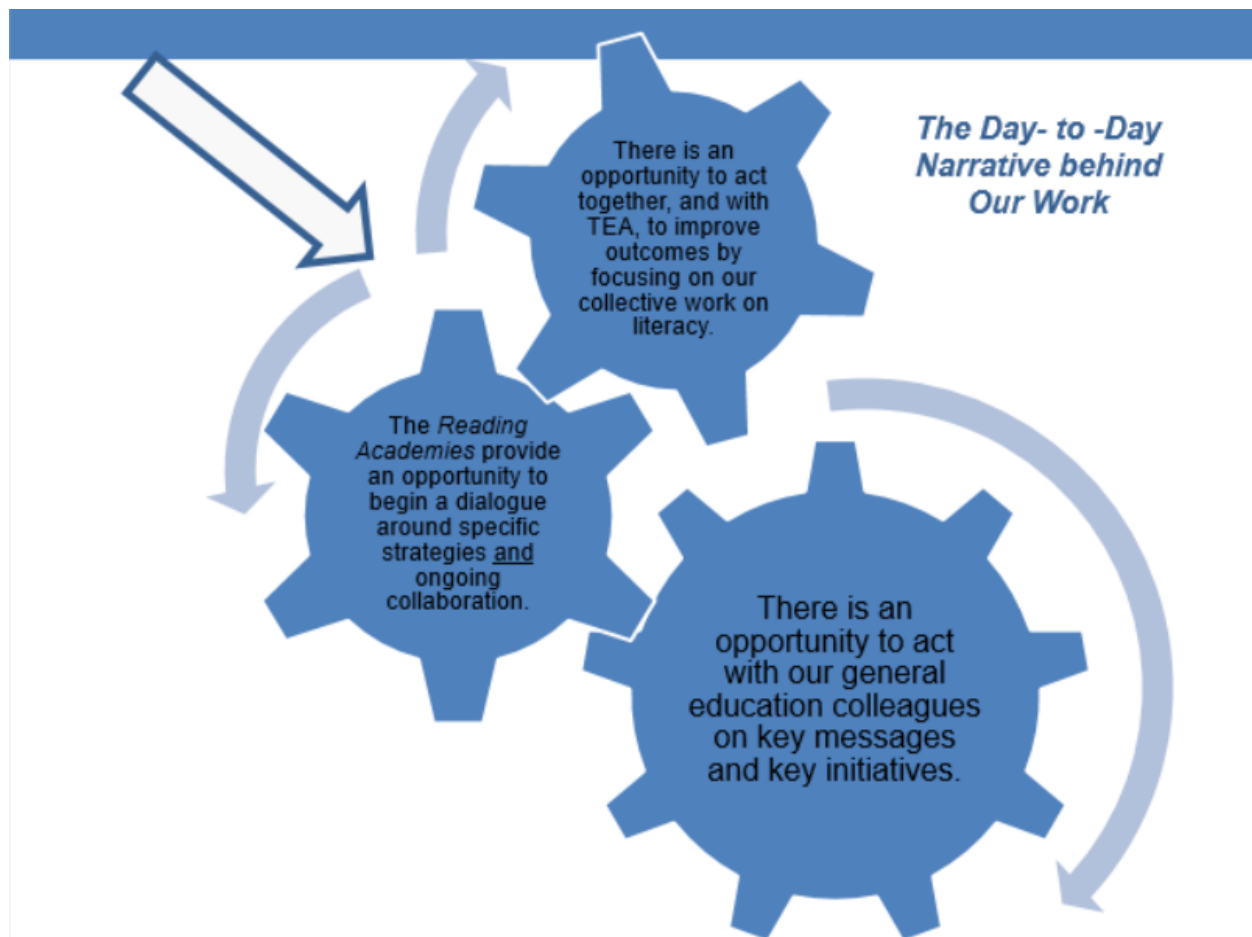 The Day- to -Day
Narrative behind
Our Work
There is an
opportunity to act
together, and with
TEA, to improve
outcomes by
focusing on our
collective work on
literacy.
The Reading
Academies provide
an opportunity to
begin a dialogue
around specific
strategies and
ongoing
collaboration.
There is an
opportunity to act
with our general
education colleagues
on key messages
and key initiatives.